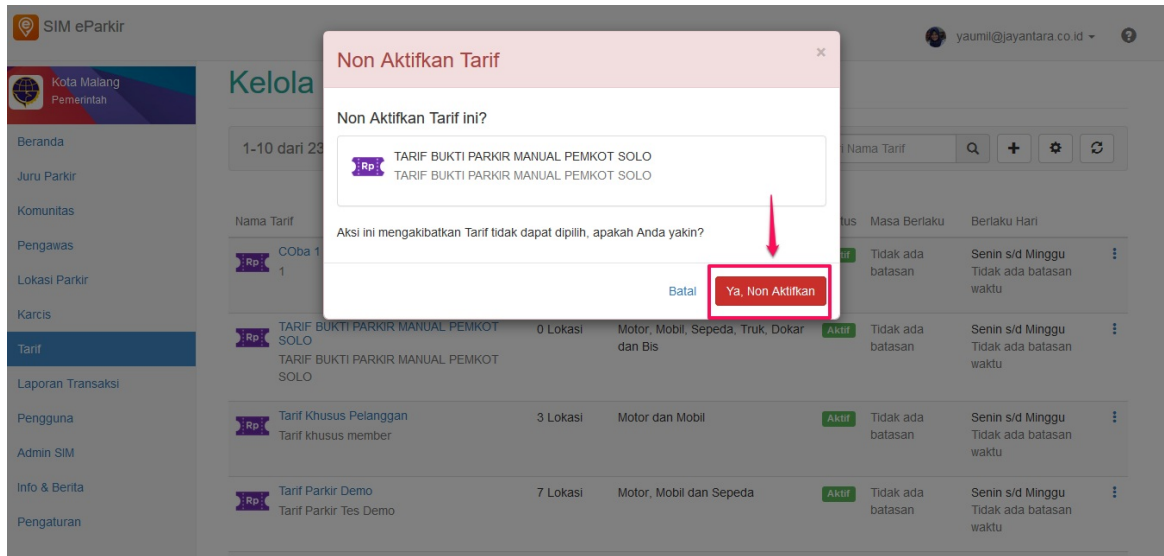 SIM eParkir
yaumil@jayantara.co.id
Kota Malang
Pemerintah
Beranda
Juru Parkir
Komunitas
Pengawas
Lokasi Parkir
Karcis
Tarif
Laporan Transaksi
Pengguna
Admin SIM
Info & Berita
Pengaturan
Kelola
1-10 dari 23
Nama Tarif
Non Aktifkan Tarif
×
Non Aktifkan Tarif ini?
Rp
TARIF BUKTI PARKIR MANUAL PEMKOT SOLO
TARIF BUKTI PARKIR MANUAL PEMKOT SOLO
Aksi ini mengakibatkan Tarif tidak dapat dipilih, apakah Anda yakin?
Batal
Ya, Non Aktifkan
Nama Tarif
Masa Berlaku
Berlaku Hari
Rp
COba 1
1
Tidak ada
batasan
Senin s/d Minggu
Tidak ada batasan
waktu
Rp
TARIF BUKTI PARKIR MANUAL PEMKOT
SOLO
TARIF BUKTI PARKIR MANUAL PEMKOT
SOLO
0 Lokasi
Motor, Mobil, Sepeda, Truk, Dokar
dan Bis
Aktif
Tidak ada
batasan
Senin s/d Minggu
Tidak ada batasan
waktu
Rp
Tarif Khusus Pelanggan
Tarif khusus member
3 Lokasi
Motor dan Mobil
Aktif
Tidak ada
batasan
Senin s/d Minggu
Tidak ada batasan
waktu
Rp
Tarif Parkir Demo
Tarif Parkir Tes Demo
7 Lokasi
Motor, Mobil dan Sepeda
Aktif
Tidak ada
batasan
Senin s/d Minggu
Tidak ada batasan
waktu